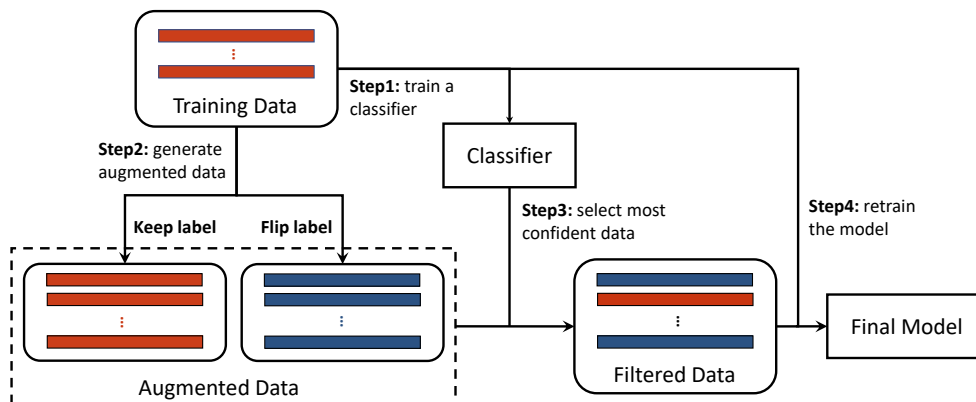 Training Data
Step1: train a
classifier
Step2: generate
augmented data
Classifier
Keep label
Flip label
Step3: select most
confident data
Step4: retrain
the model
Augmented Data
Filtered Data
Final Model